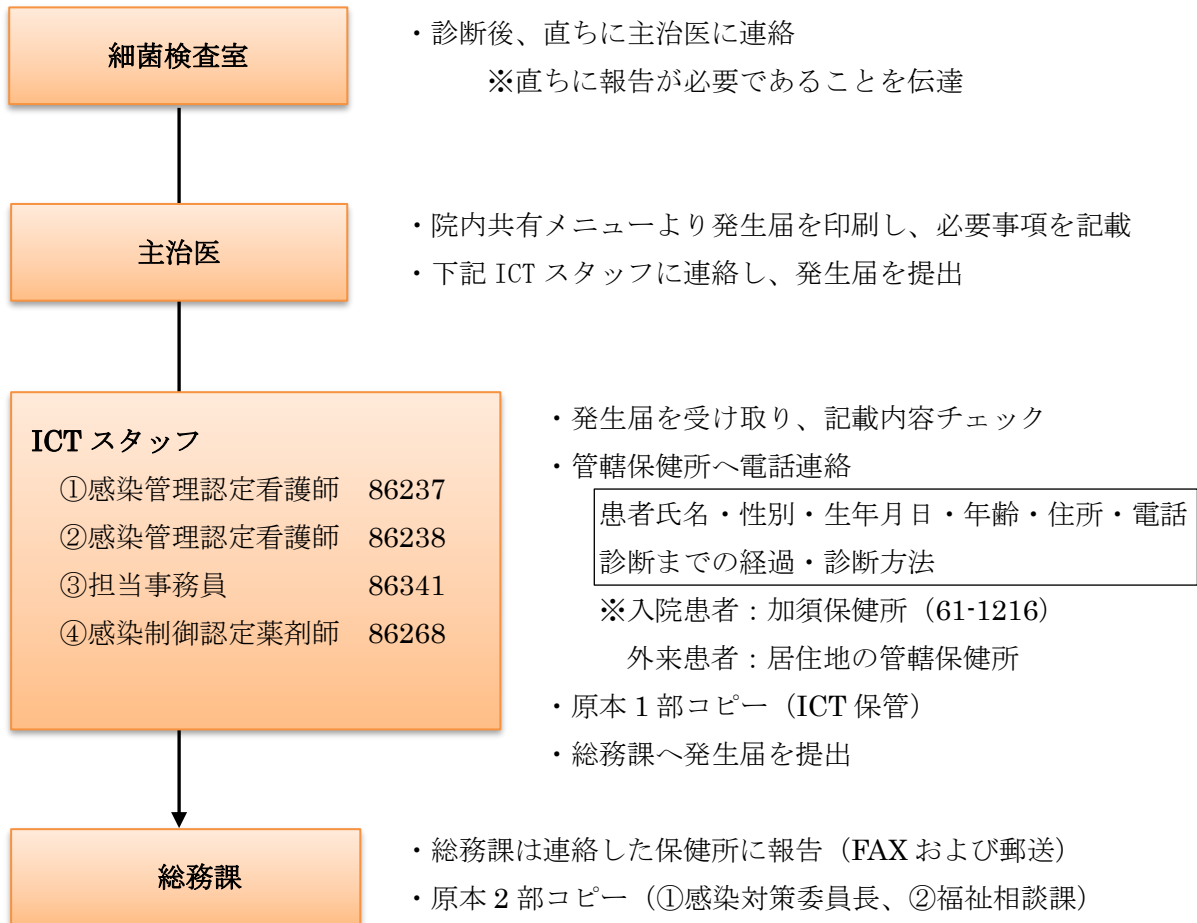 細菌検査室
・診断後、直ちに主治医に連絡
※直ちに報告が必要であることを伝達
主治医
・院内共有メニューより発生届を印刷し、必要事項を記載
・下記 ICT スタッフに連絡し、発生届を提出
ICT スタッフ
①感染管理認定看護師 86237
②感染管理認定看護師 86238
③担当事務員 86341
④感染制御認定薬剤師 86268
・発生届を受け取り、記載内容チェック
・管轄保健所へ電話連絡
患者氏名・性別・生年月日・年齢・住所・電話
診断までの経過・診断方法
※入院患者：加須保健所（61-1216）
外来患者：居住地の管轄保健所
・原本 1 部コピー（ICT 保管）
・総務課へ発生届を提出
総務課
・総務課は連絡した保健所に報告（FAX および郵送）
・原本 2 部コピー（①感染対策委員長、②福祉相談課）